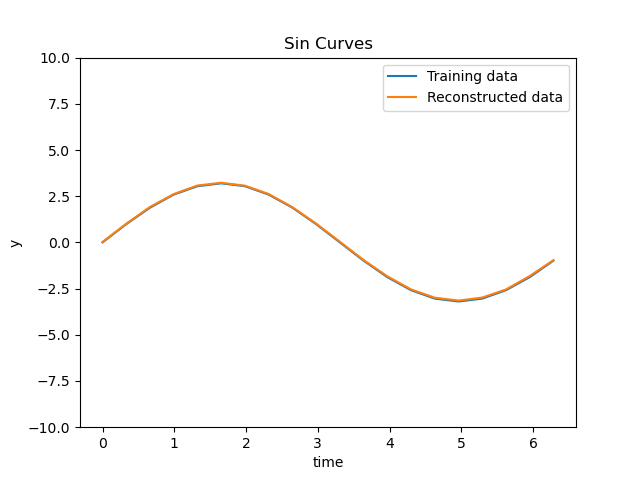 Sin Curves
10.0
7.5
5.0
2.5
0.0
−2.5
−5.0
−7.5
−10.0
y
Training data
Reconstructed data
0 1 2 3 4 5 6
time